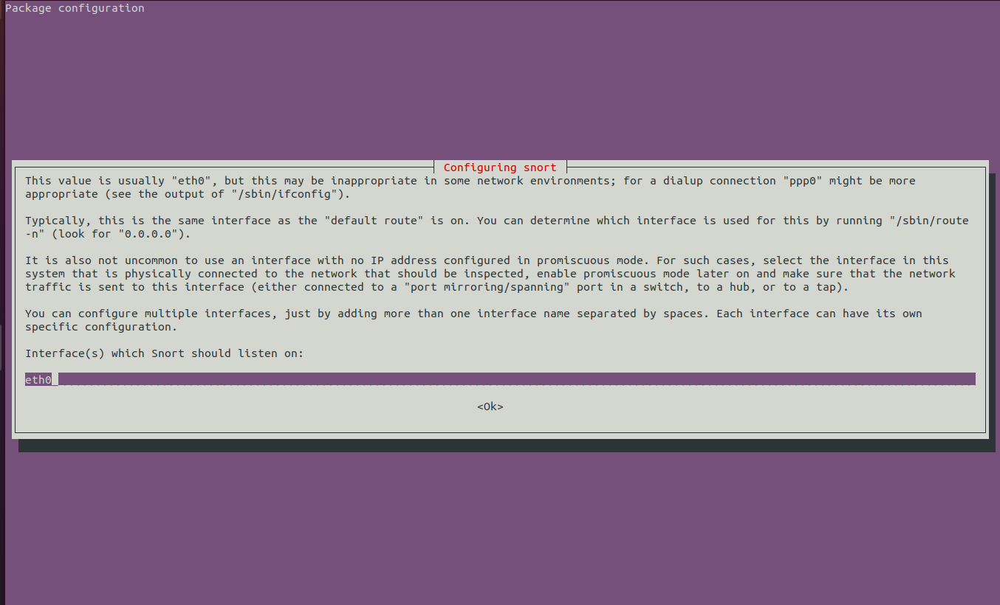 Package configuration
Configuring snort
This value is usually "eth0", but this may be inappropriate in some network environments; for a dialup connection "ppp0" might be more
appropriate (see the output of "/sbin/ifconfig").
Typically, this is the same interface as the "default route" is on. You can determine which interface is used for this by running "/sbin/route
-n" (look for "0.0.0.0").
It is also not uncommon to use an interface with no IP address configured in promiscuous mode. For such cases, select the interface in this
system that is physically connected to the network that should be inspected, enable promiscuous mode later on and make sure that the network
traffic is sent to this interface (either connected to a "port mirroring/spanning" port in a switch, to a hub, or to a tap).
You can configure multiple interfaces, just by adding more than one interface name separated by spaces. Each interface can have its own
specific configuration.
Interface(s) which Snort should listen on:
eth0
<Ok>